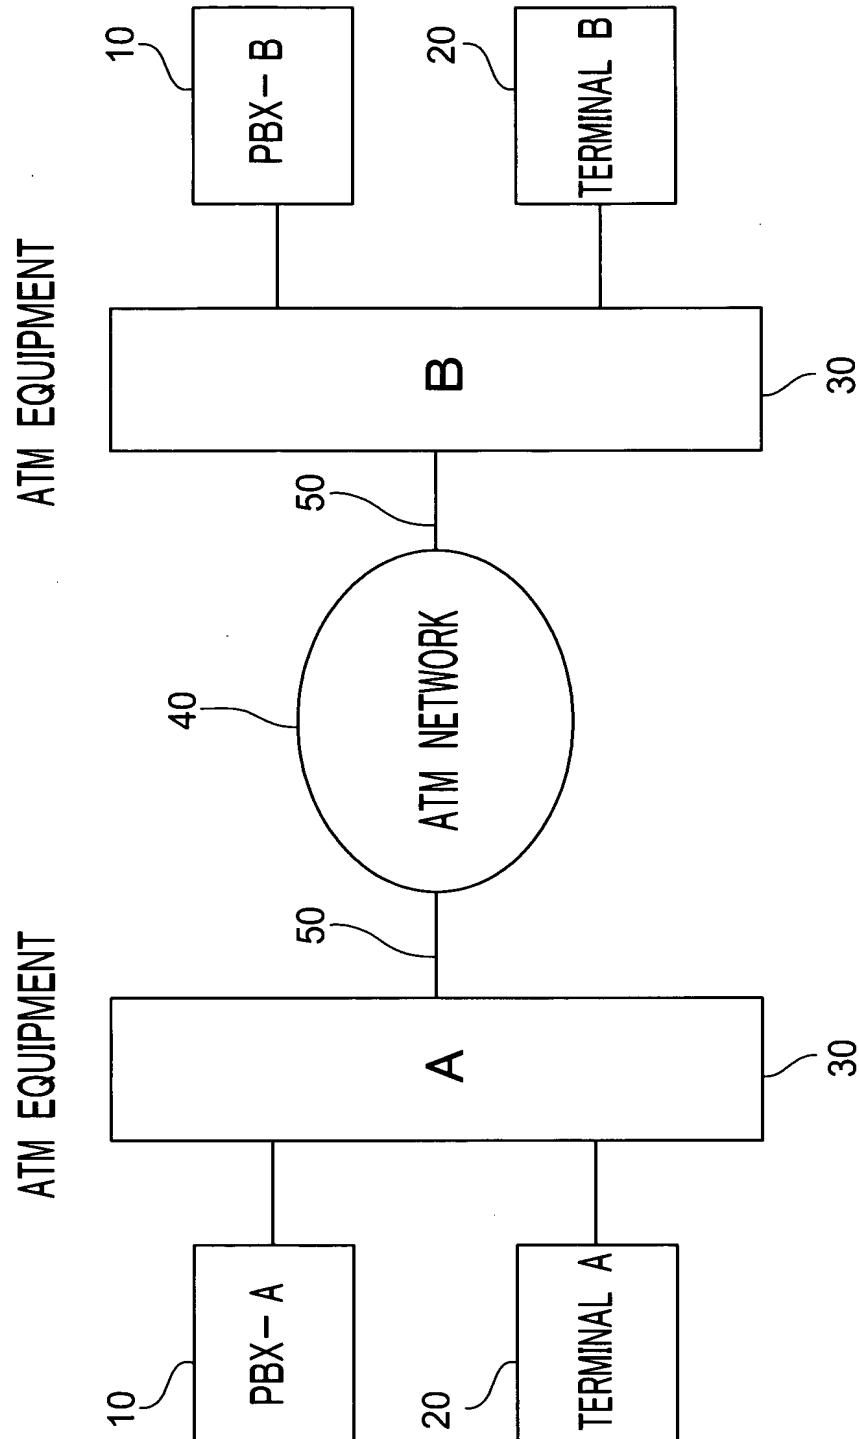 ATM EQUIPMENT
ATM EQUIPMENT
10
PBX-A
20
TERMINAL A
A
30
50
40
ATM NETWORK
50
B
30
10
PBX-B
20
TERMINAL B